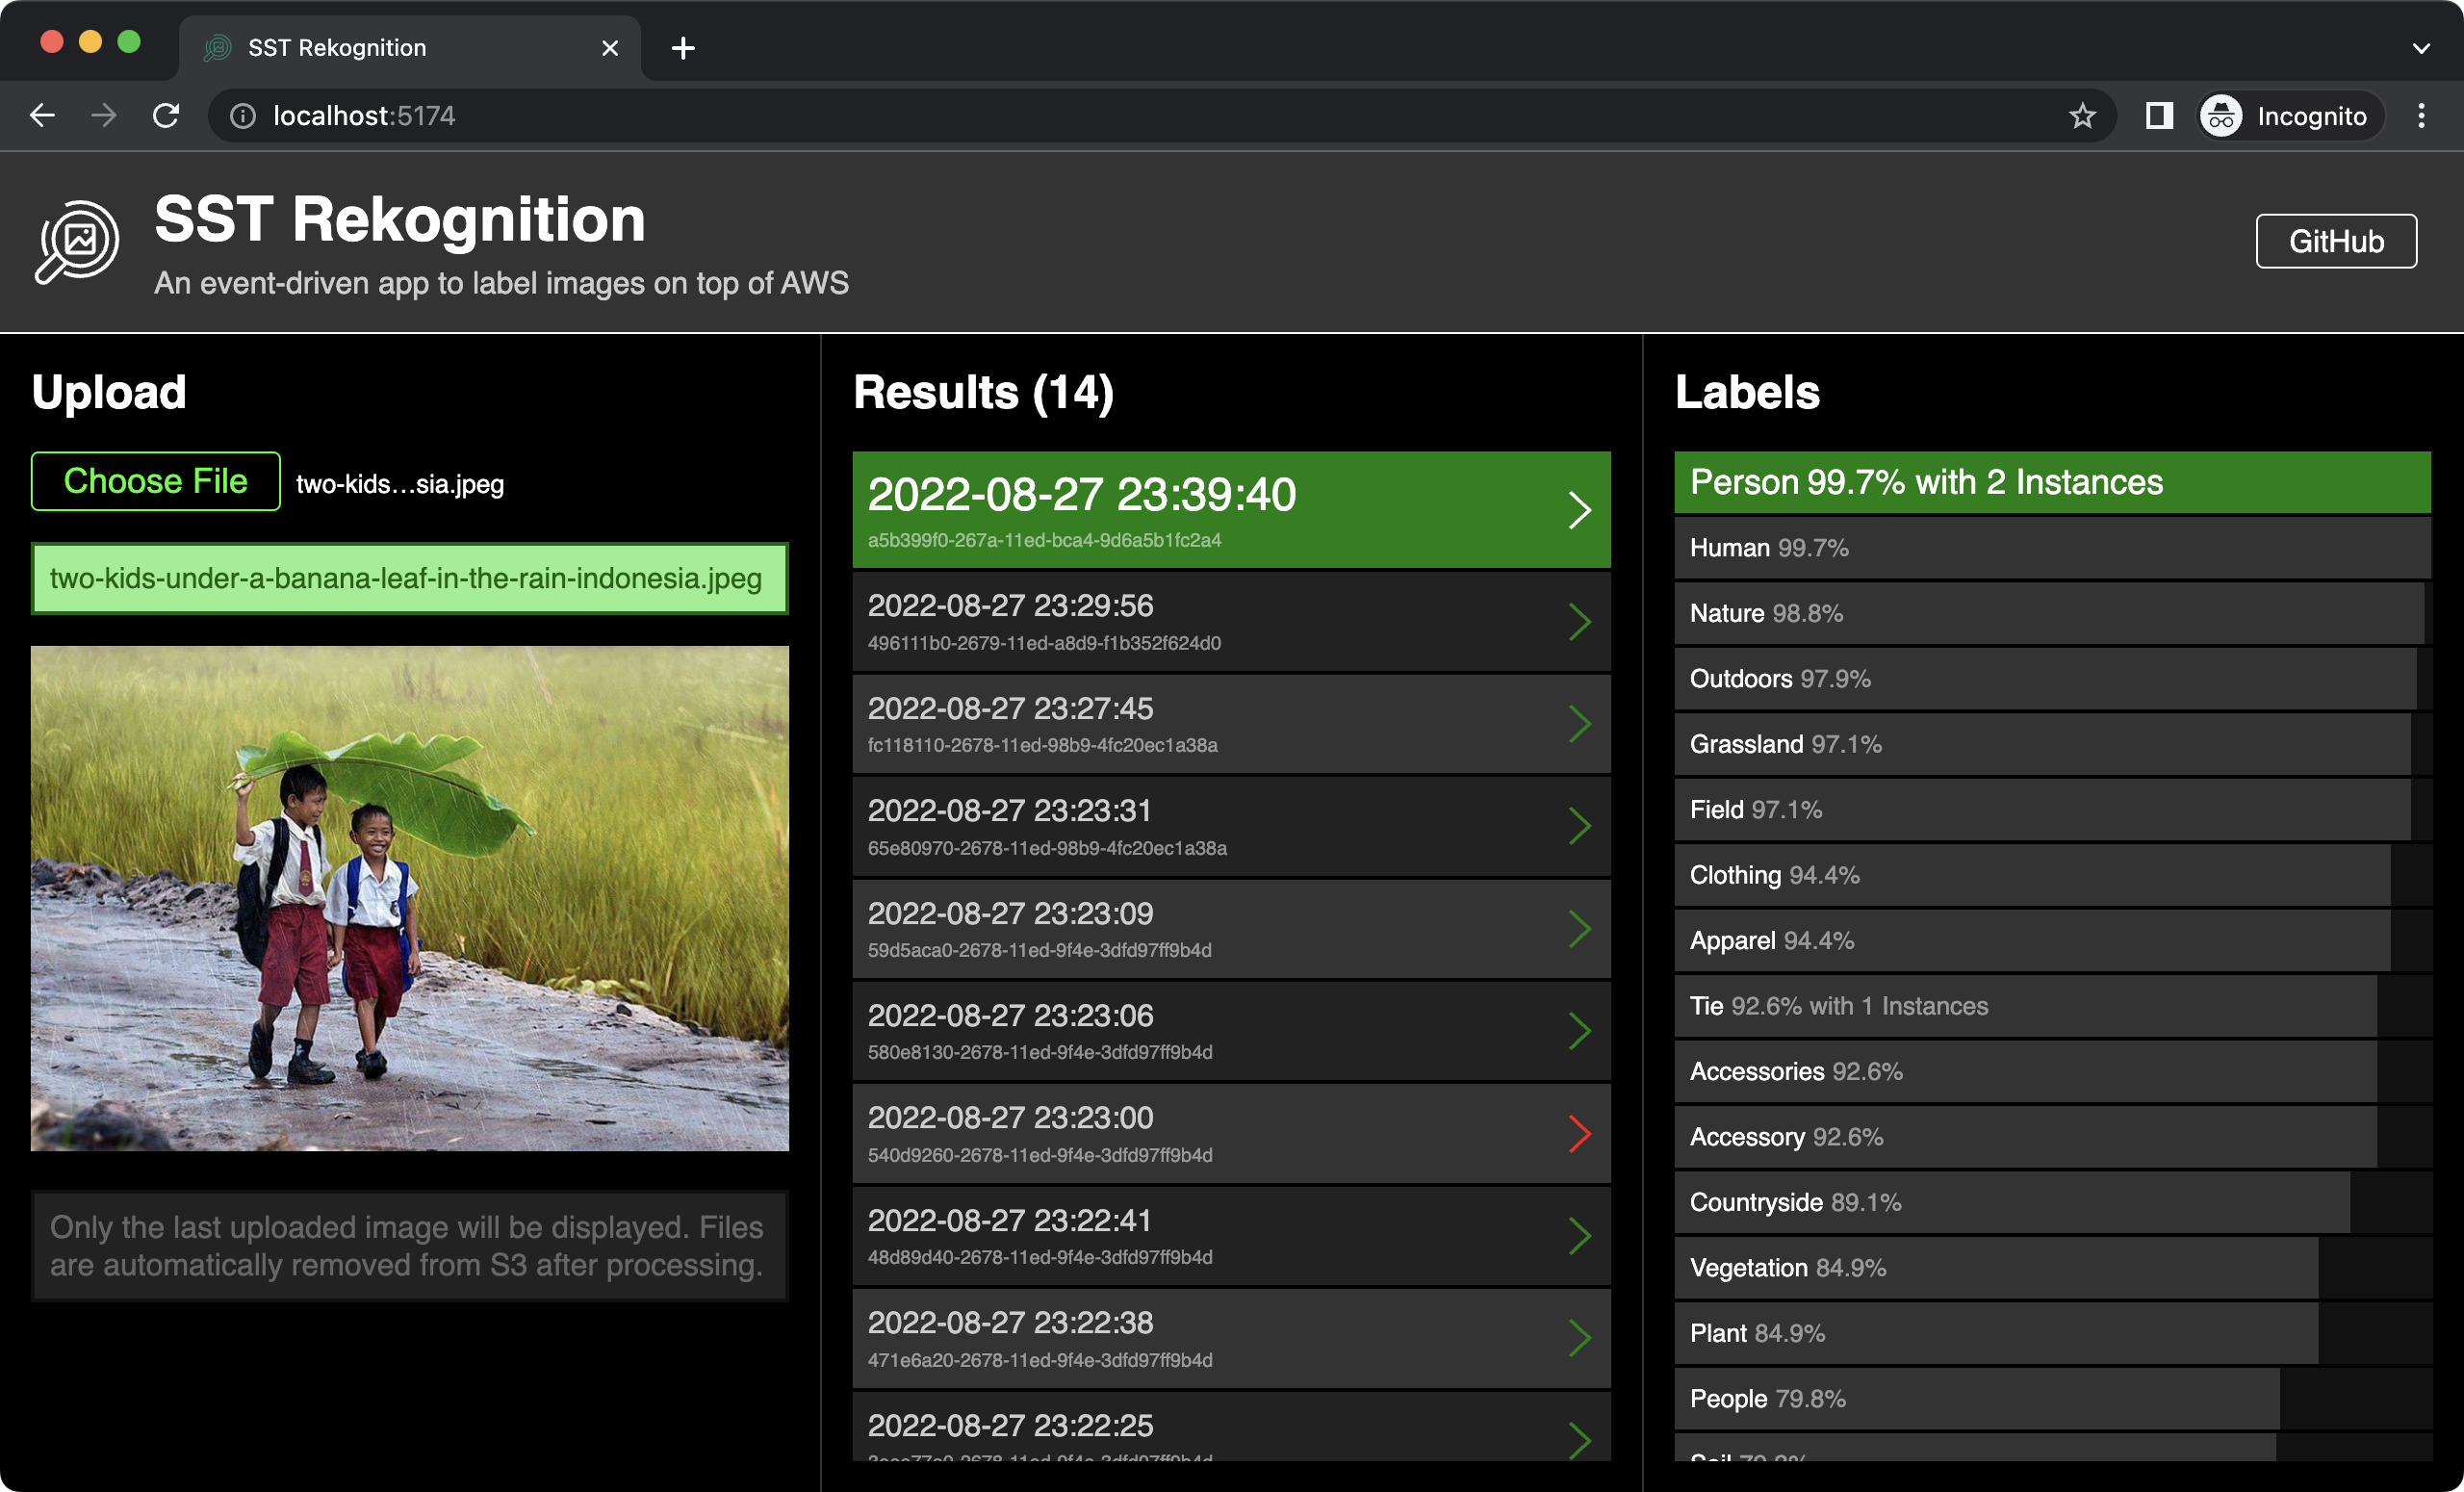 SST Rekognition
localhost:5174
Incognito
SST Rekognition
An event-driven app to label images on top of AWS
GitHub
Upload
Choose File two-kids...sia.jpeg
two-kids-under-a-banana-leaf-in-the-rain-indonesia.jpeg
Only the last uploaded image will be displayed. Files
are automatically removed from S3 after processing.
Results (14)
2022-08-27 23:39:40
a5b399f0-267a-11ed-bca4-9d6a5b1fc2a4
2022-08-27 23:29:56
496111b0-2679-11ed-a8d9-f1b352f624d0
2022-08-27 23:27:45
fc118110-2678-11ed-98b9-4fc20ec1a38a
2022-08-27 23:23:31
65e80970-2678-11ed-98b9-4fc20ec1a38a
2022-08-27 23:23:09
59d5aca0-2678-11ed-9f4e-3dfd97ff9b4d
2022-08-27 23:23:06
580e8130-2678-11ed-9f4e-3dfd97ff9b4d
2022-08-27 23:23:00
540d9260-2678-11ed-9f4e-3dfd97ff9b4d
2022-08-27 23:22:41
48d89d40-2678-11ed-9f4e-3dfd97ff9b4d
2022-08-27 23:22:38
471e6a20-2678-11ed-9f4e-3dfd97ff9b4d
2022-08-27 23:22:25
Labels
Person 99.7% with 2 Instances
Human 99.7%
Nature 98.8%
Outdoors 97.9%
Grassland 97.1%
Field 97.1%
Clothing 94.4%
Apparel 94.4%
Tie 92.6% with 1 Instances
Accessories 92.6%
Accessory 92.6%
Countryside 89.1%
Vegetation 84.9%
Plant 84.9%
People 79.8%